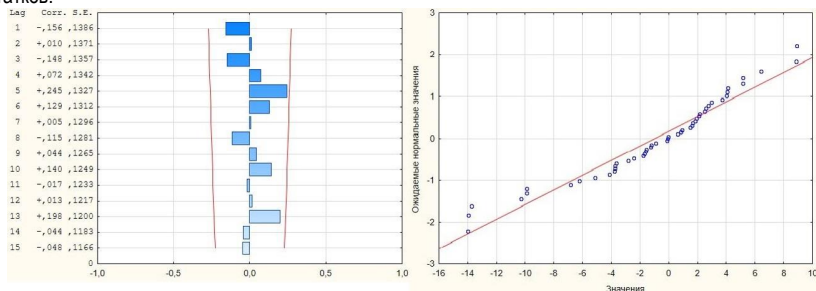 Lag Corr. S.E.
1 -,156 ,1386
2 +,010 ,1371
3 -,148 ,1357
4 +,072 ,1342
5 +,245 ,1327
6 +,129 ,1312
7 +,005 ,1296
8 -,115 ,1281
9 +,044 ,1265
10 +,140 ,1249
11 -,017 ,1233
12 +,013 ,1217
13 +,198 ,1200
14 -,044 ,1183
15 -,048 ,1166
0
-1,0 -0,5 0,0 0,5 1,0
Ожидаемые нормальные значения
3
2
1
0
-1
-2
-3
-16 -14 -12 -10 -8 -6 -4 -2 0 2 4 6 8 10
Значения